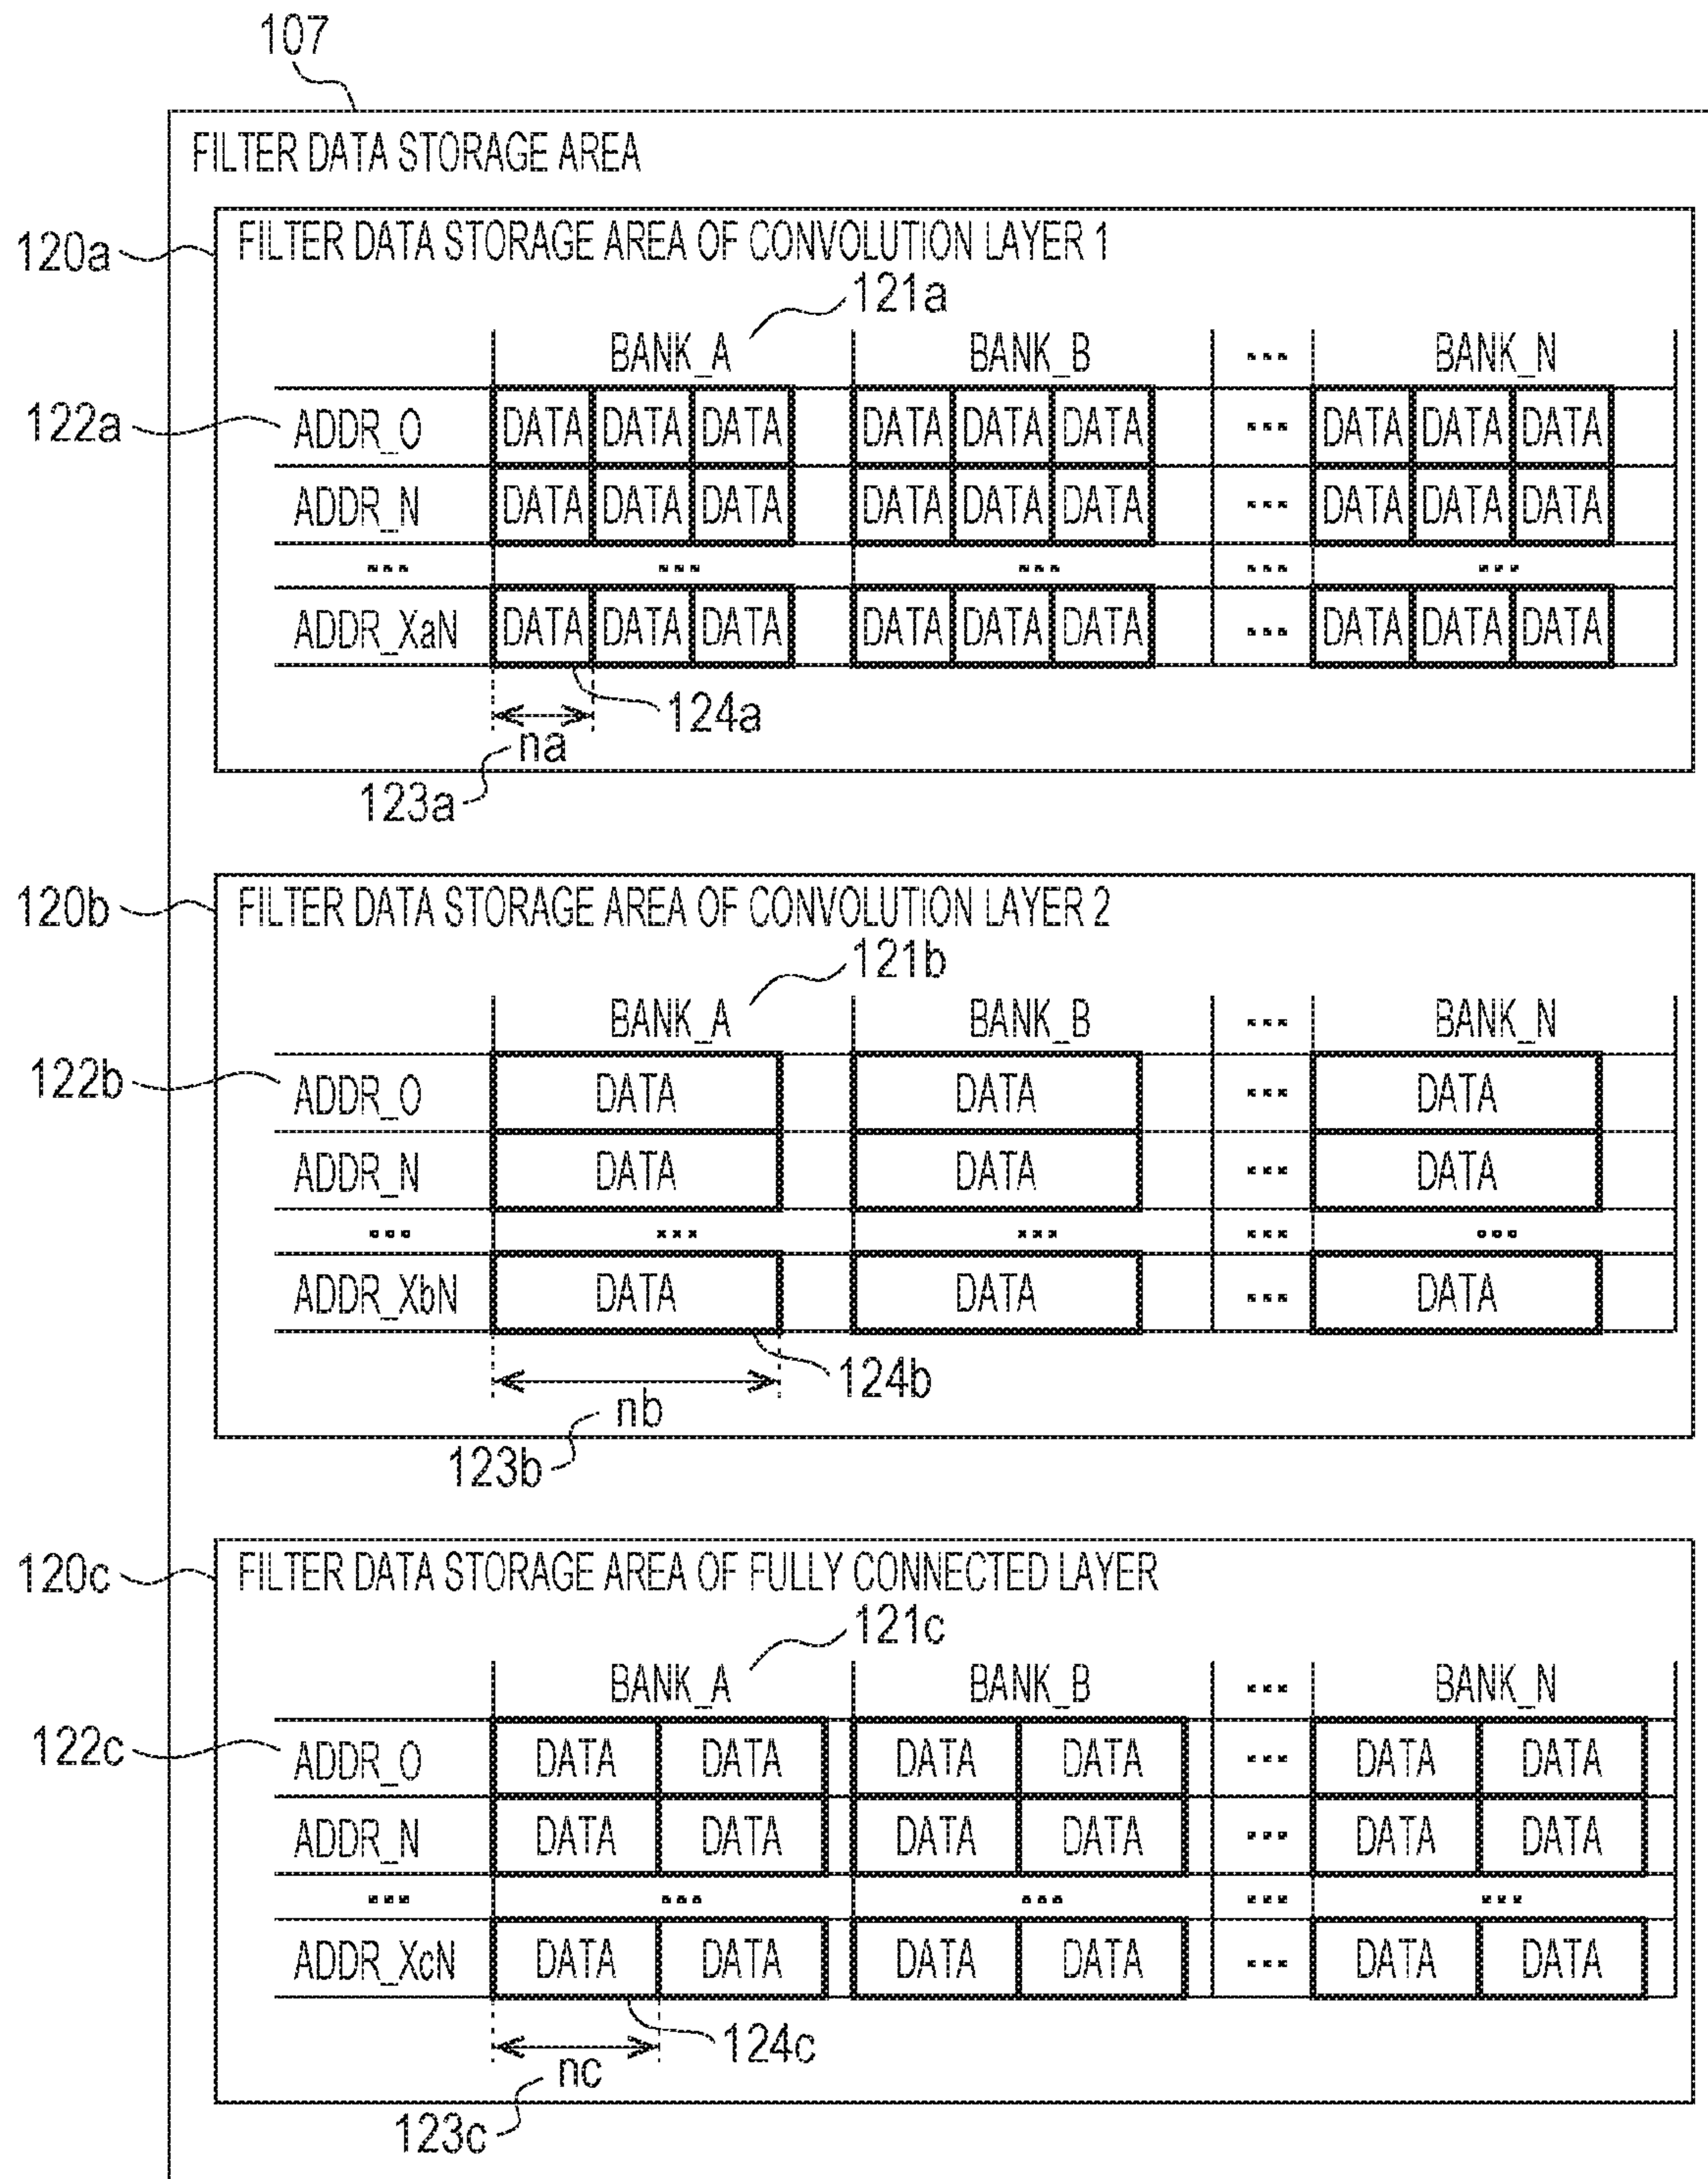 107
FILTER DATA STORAGE AREA
120a
FILTER DATA STORAGE AREA OF CONVOLUTION LAYER 1
121a
BANK_A BANK_B ... BANK_N
122a
ADDR_0 DATA DATA DATA DATA DATA DATA ... DATA DATA DATA
ADDR_N DATA DATA DATA DATA DATA DATA ... DATA DATA DATA
... ... ... ... ...
ADDR_XaN DATA DATA DATA DATA DATA DATA ... DATA DATA DATA
124a
na
123a
120b
FILTER DATA STORAGE AREA OF CONVOLUTION LAYER 2
121b
BANK_A BANK_B ... BANK_N
122b
ADDR_0 DATA DATA ... DATA
ADDR_N DATA DATA ... DATA
... ... ... ... ...
ADDR_XbN DATA DATA ... DATA
124b
nb
123b
120c
FILTER DATA STORAGE AREA OF FULLY CONNECTED LAYER
121c
BANK_A BANK_B ... BANK_N
122c
ADDR_0 DATA DATA DATA DATA ... DATA DATA
ADDR_N DATA DATA DATA DATA ... DATA DATA
... ... ... ... ...
ADDR_XcN DATA DATA DATA DATA ... DATA DATA
124c
nc
123c